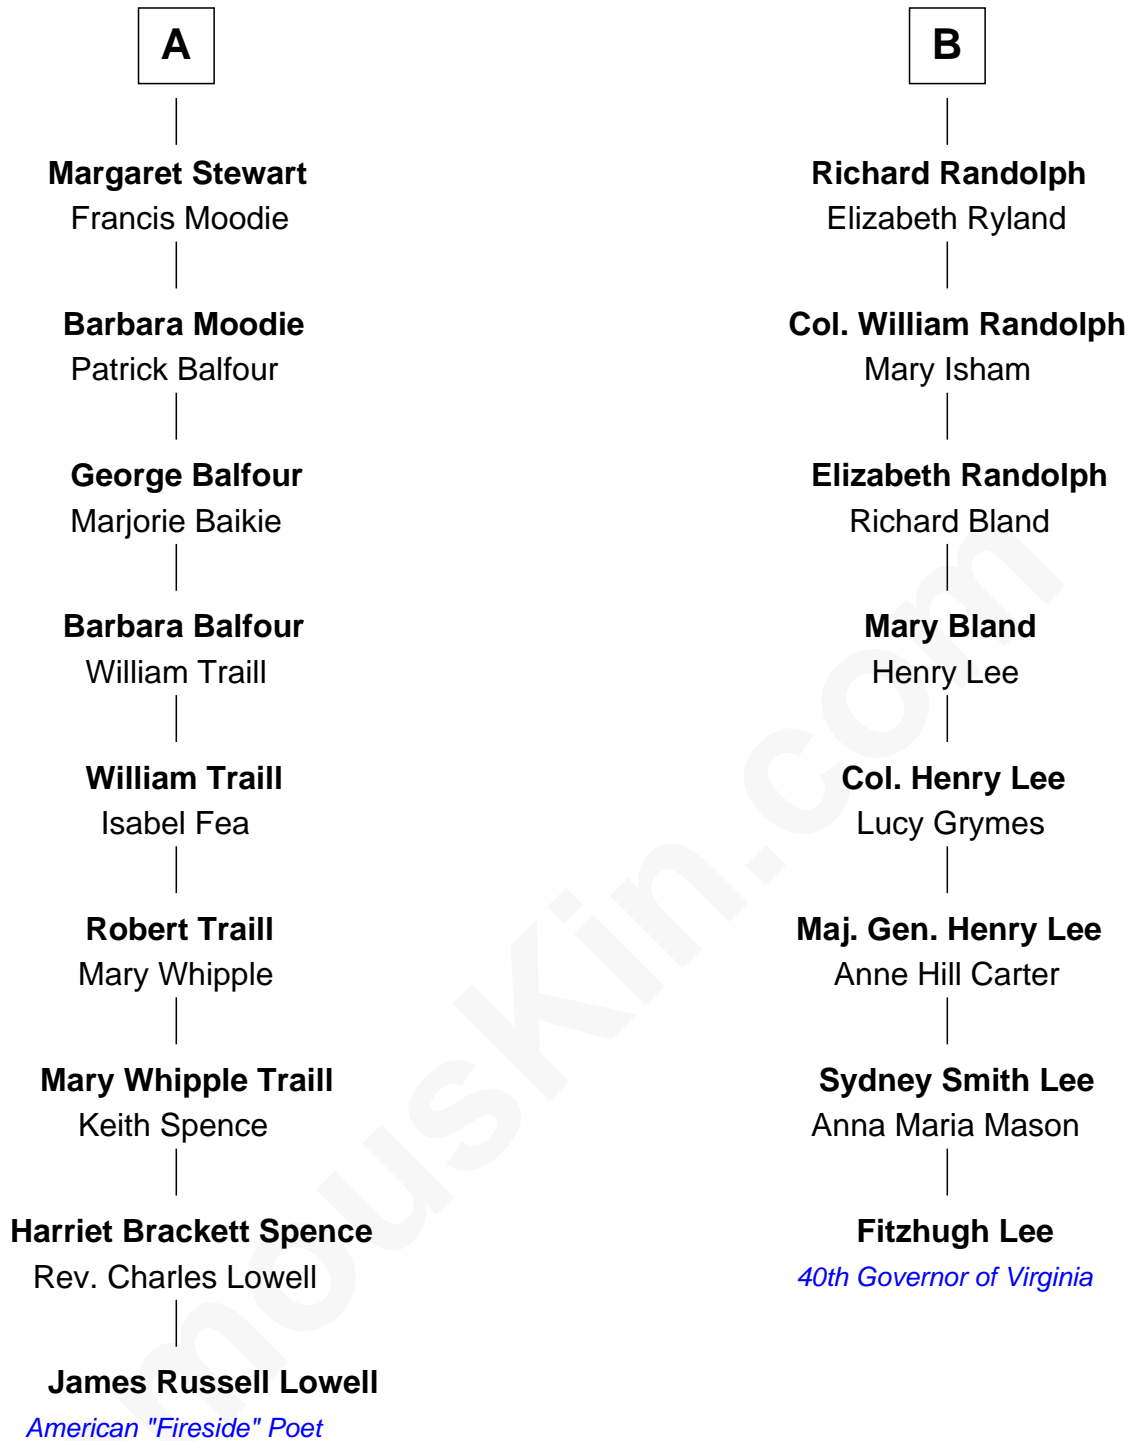 A
Margaret Stewart
Francis Moodie
Barbara Moodie
Patrick Balfour
George Balfour
Marjorie Baikie
Barbara Balfour
William Traill
William Traill
Isabel Fea
Robert Traill
Mary Whipple
Mary Whipple Traill
Keith Spence
Harriet Brackett Spence
Rev. Charles Lowell
James Russell Lowell
American "Fireside" Poet
B
Richard Randolph
Elizabeth Ryland
Col. William Randolph
Mary Isham
Elizabeth Randolph
Richard Bland
Mary Bland
Henry Lee
Col. Henry Lee
Lucy Grymes
Maj. Gen. Henry Lee
Anne Hill Carter
Sydney Smith Lee
Anna Maria Mason
Fitzhugh Lee
40th Governor of Virginia
mousKin.com